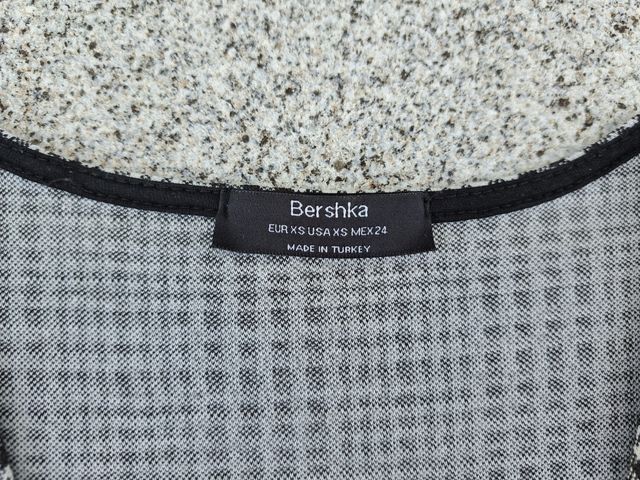 Bershka
EUR XS USA XS MEX 24
MADE IN TURKEY